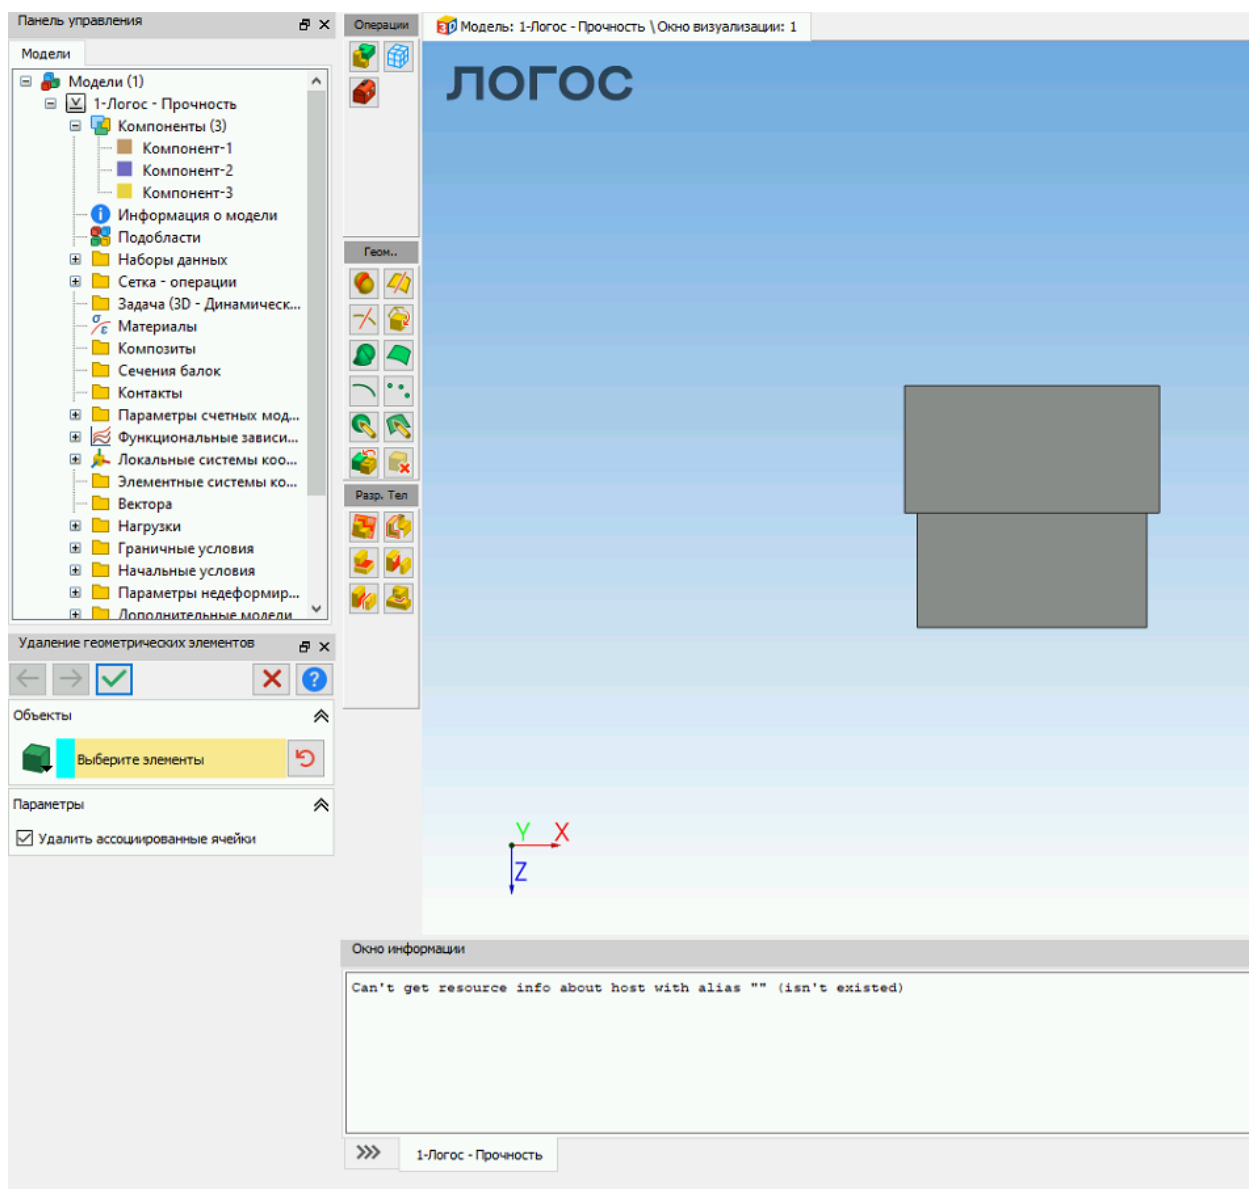 Панель управления
Модели
Модели (1)
1-Логос - Прочность
Компоненты (3)
Компонент-1
Компонент-2
Компонент-3
Информация о модели
Подобласти
Наборы данных
Сетка - операции
Задача (3D - Динамическ...
Материалы
Композиты
Сечения балок
Контакты
Параметры счетных мод...
Функциональные зависи...
Локальные системы коо...
Элементные системы ко...
Вектора
Нагрузки
Граничные условия
Начальные условия
Параметры недеформир...
Дополнительные модели
Удаление геометрических элементов
Объекты
Выберите элементы
Параметры
Удалить ассоциированные ячейки
Операции
Геом..
Разр. Тел
Модель: 1-Логос - Прочность \ Окно визуализации: 1
ЛОГОС
Y X
Z
Окно информации
Can't get resource info about host with alias "" (isn't existed)
>>> 1-Логос - Прочность